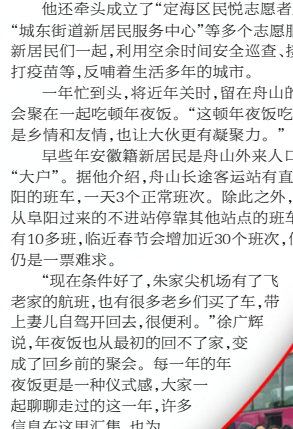 他还牵头成立了“定海区民悦志愿者
“城东街道新居民服务中心”等多个志愿服
新居民们一起，利用空余时间安全巡查、
打疫苗等，反哺着生活多年的城市。
一年忙到头，将近年关时，留在舟山的
会聚在一起吃顿年夜饭。“这顿年夜饭吃
是乡情和友情，也让大伙更有凝聚力。”
早些年安徽籍新居民是舟山外来人口
“大户”。据他介绍，舟山长途客运站有直
阳的班车，一天3个正常班次。除此之外，
从阜阳过来的不进站停靠其他站点的班车
有10多班，临近春节会增加近30个班次，
仍是一票难求。
“现在条件好了，朱家尖机场有了飞
老家的航班，也有很多老乡们买了车，带
上妻儿自驾开回去，很便利。”徐广辉
说，年夜饭也从最初的回不了家，变
成了回乡前的聚会。每一年的年
夜饭更是一种仪式感，大家一
起聊聊走过的这一年，许多
信息在这里汇集，也为